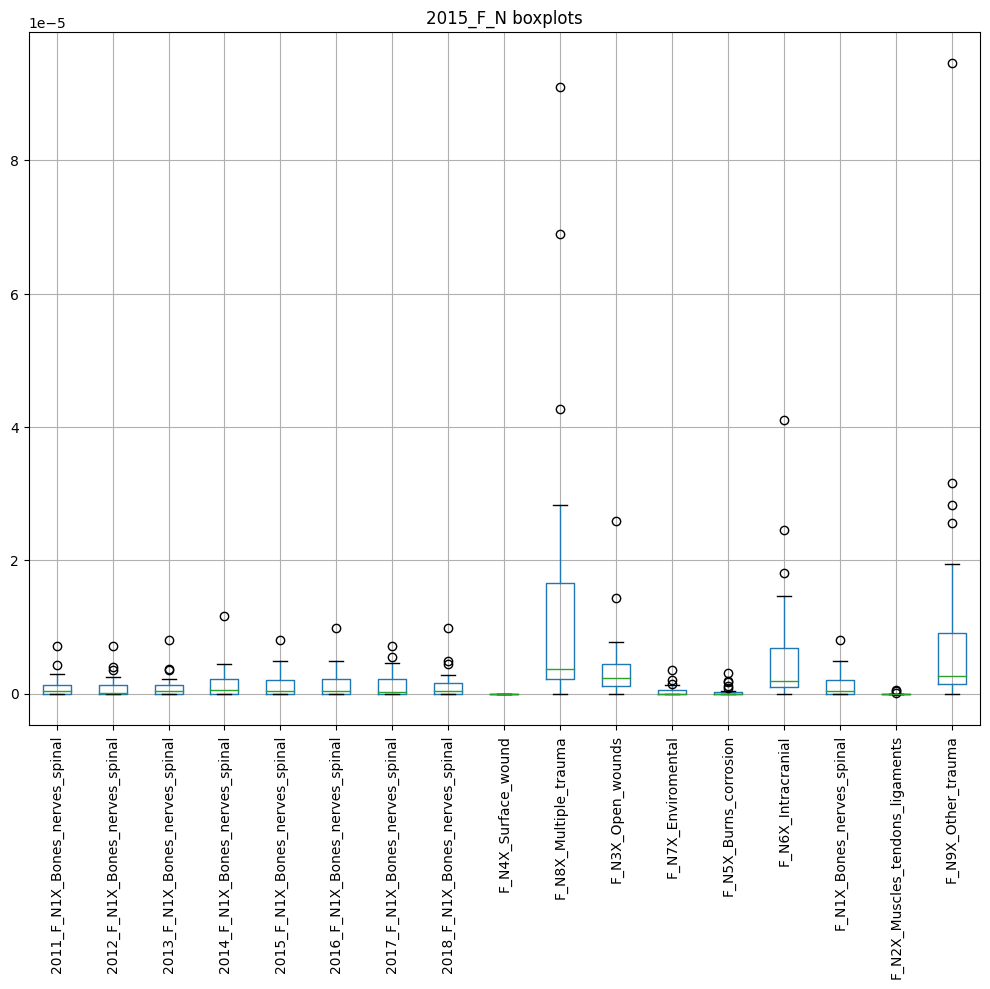 2015_F_N boxplots
1e−5
8
6
4
2
0
2011_F_N1X_Bones_nerves_spinal
2012_F_N1X_Bones_nerves_spinal
2013_F_N1X_Bones_nerves_spinal
2014_F_N1X_Bones_nerves_spinal
2015_F_N1X_Bones_nerves_spinal
2016_F_N1X_Bones_nerves_spinal
2017_F_N1X_Bones_nerves_spinal
2018_F_N1X_Bones_nerves_spinal
F_N4X_Surface_wound
F_N8X_Multiple_trauma
F_N3X_Open_wounds
F_N7X_Enviromental
F_N5X_Burns_corrosion
F_N6X_Intracranial
F_N1X_Bones_nerves_spinal
F_N2X_Muscles_tendons_ligaments
F_N9X_Other_trauma